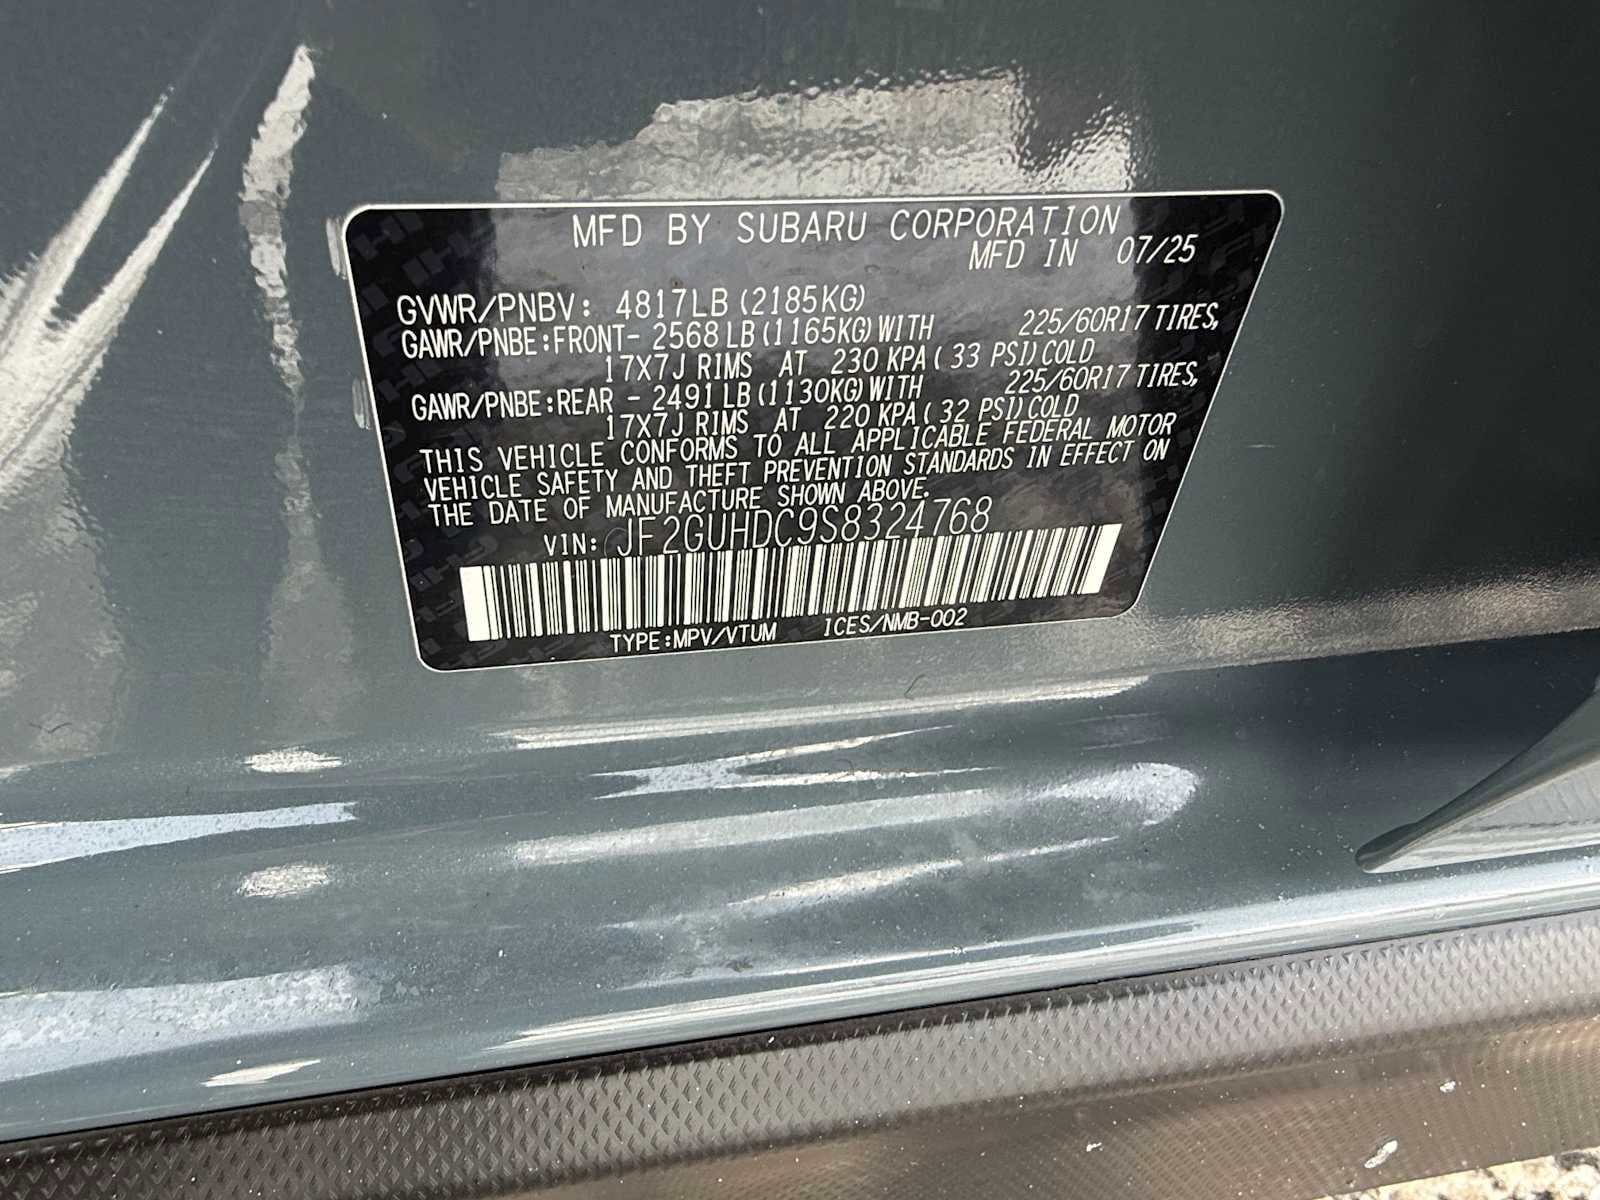 MFD BY SUBARU CORPORATION
MFD IN 07/25
GVWR/PNBV: 4817LB (2185KG)
GAWR/PNBE:FRONT- 2568 LB (1165KG) WITH 225/60R17 TIRES,
17X7J RIMS AT 230 KPA ( 33 PSI) COLD
GAWR/PNBE:REAR - 2491 LB (1130KG) WITH 225/60R17 TIRES,
17X7J RIMS AT 220 KPA ( 32 PSI) COLD
THIS VEHICLE CONFORMS TO ALL APPLICABLE FEDERAL MOTOR
VEHICLE SAFETY AND THEFT PREVENTION STANDARDS IN EFFECT ON
THE DATE OF MANUFACTURE SHOWN ABOVE.
VIN: JF2GUHDC9S8324768
TYPE:MPV/VTUM ICES/NMB-002